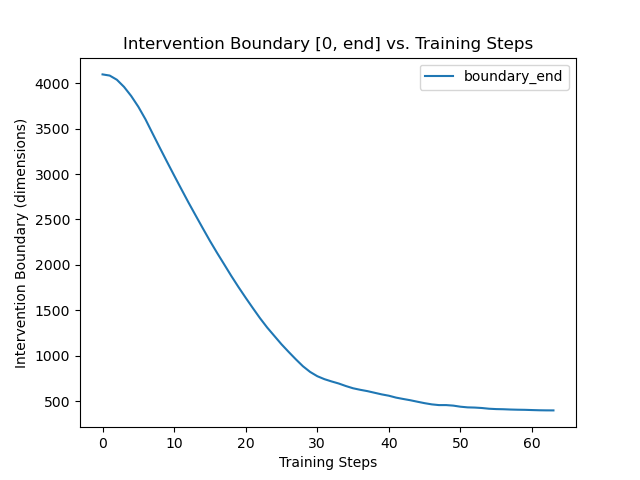 Intervention Boundary [0, end] vs. Training Steps
boundary_end
Intervention Boundary (dimensions)
4000
3500
3000
2500
2000
1500
1000
500
0 10 20 30 40 50 60
Training Steps